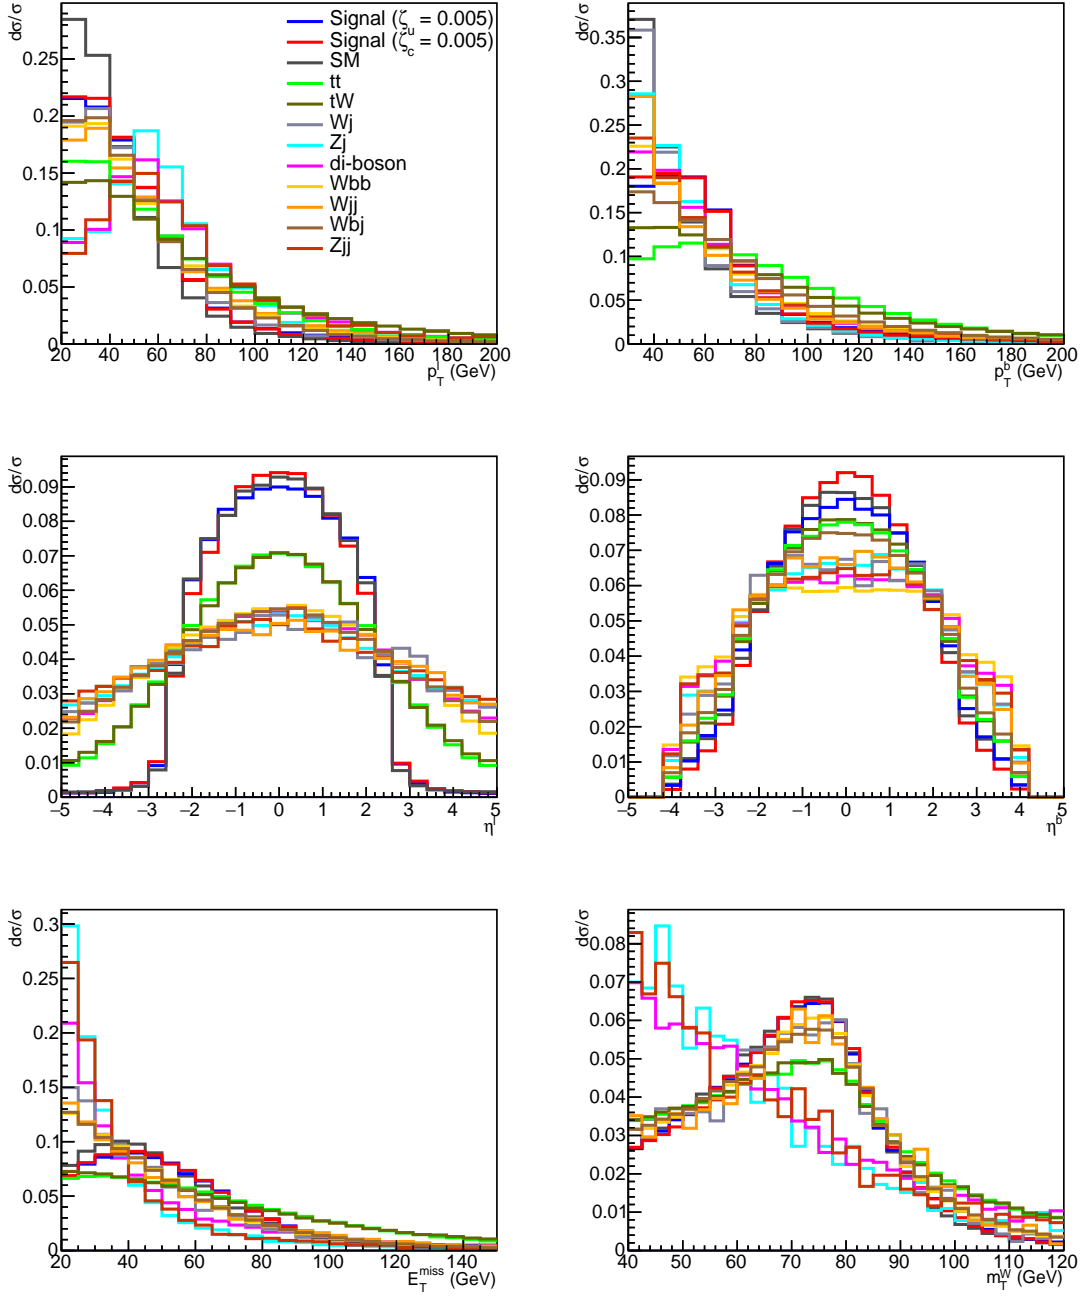 dσ/σ
0.25
0.2
0.15
0.1
0.05
0
20 40 60 80 100 120 140 160 180 200
p_T^l (GeV)
Signal (ζ_u = 0.005)
Signal (ζ_c = 0.005)
SM
tt
tW
Wj
Zj
di-boson
Wbb
Wjj
Wbj
Zjj
dσ/σ
0.35
0.3
0.25
0.2
0.15
0.1
0.05
0
40 60 80 100 120 140 160 180 200
p_T^b (GeV)
dσ/σ
0.09
0.08
0.07
0.06
0.05
0.04
0.03
0.02
0.01
0
−5 −4 −3 −2 −1 0 1 2 3 4 5
η^l
dσ/σ
0.09
0.08
0.07
0.06
0.05
0.04
0.03
0.02
0.01
0
−5 −4 −3 −2 −1 0 1 2 3 4 5
η^b
dσ/σ
0.3
0.25
0.2
0.15
0.1
0.05
0
20 40 60 80 100 120 140
E_T^miss (GeV)
dσ/σ
0.08
0.07
0.06
0.05
0.04
0.03
0.02
0.01
0
40 50 60 70 80 90 100 110 120
m_T^W (GeV)